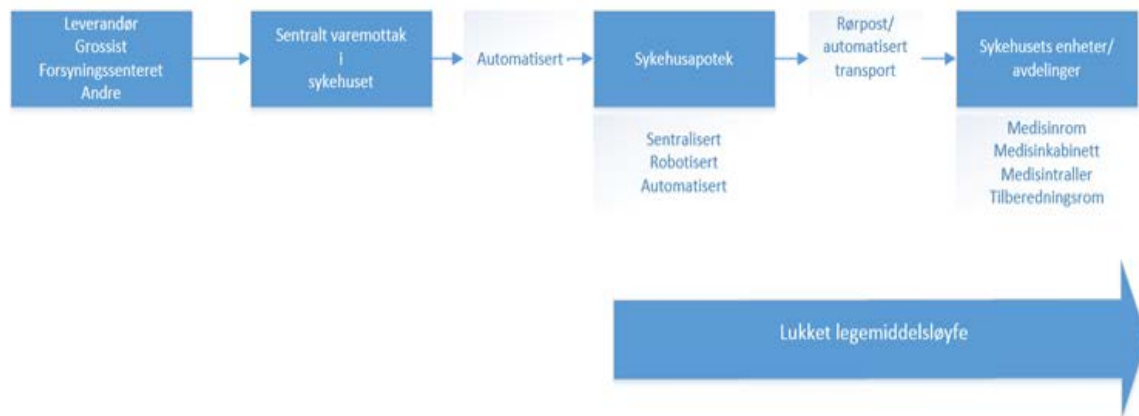 Leverandør
Grossist
Forsyningssenteret
Andre
Sentralt varemottak
i
sykehuset
Automatisert
Sykehusapotek
Sentralisert
Robotisert
Automatisert
Rørpost/
automatisert
transport
Sykehusets enheter/
avdelinger
Medisinrom
Medisinkabinett
Medisintraller
Tilberedningsrom
Lukket legemiddelsløyfe